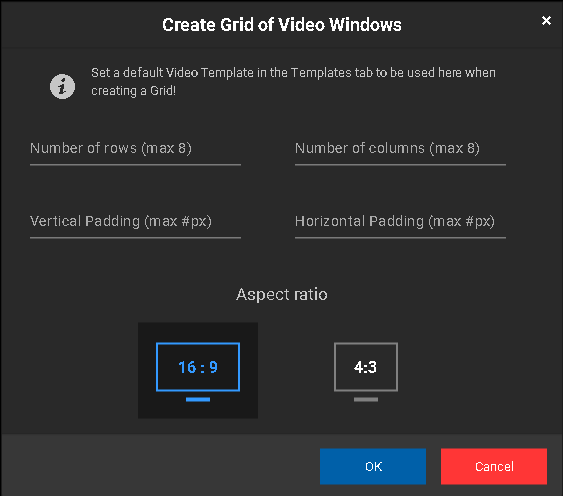 Create Grid of Video Windows
×
i
Set a default Video Template in the Templates tab to be used here when
creating a Grid!
Number of rows (max 8)
Number of columns (max 8)
Vertical Padding (max #px)
Horizontal Padding (max #px)
Aspect ratio
16 : 9
4:3
OK
Cancel